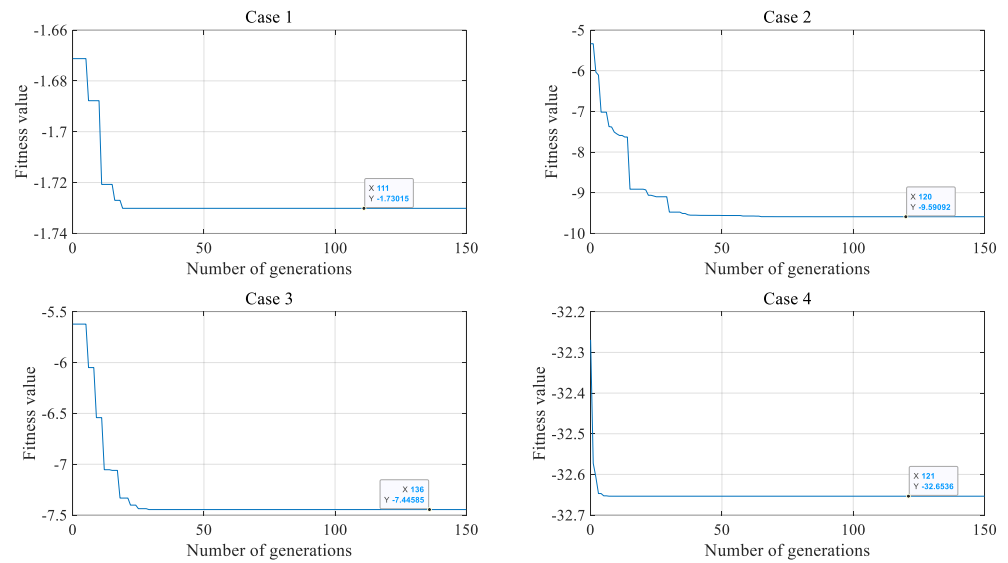 Case 1
-1.66
-1.68
-1.7
-1.72
-1.74
Fitness value
X 111
Y -1.73015
0 50 100 150
Number of generations
Case 2
-5
-6
-7
-8
-9
-10
Fitness value
X 120
Y -9.59092
0 50 100 150
Number of generations
Case 3
-5.5
-6
-6.5
-7
-7.5
Fitness value
X 136
Y -7.44585
0 50 100 150
Number of generations
Case 4
-32.2
-32.3
-32.4
-32.5
-32.6
-32.7
Fitness value
X 121
Y -32.6536
0 50 100 150
Number of generations